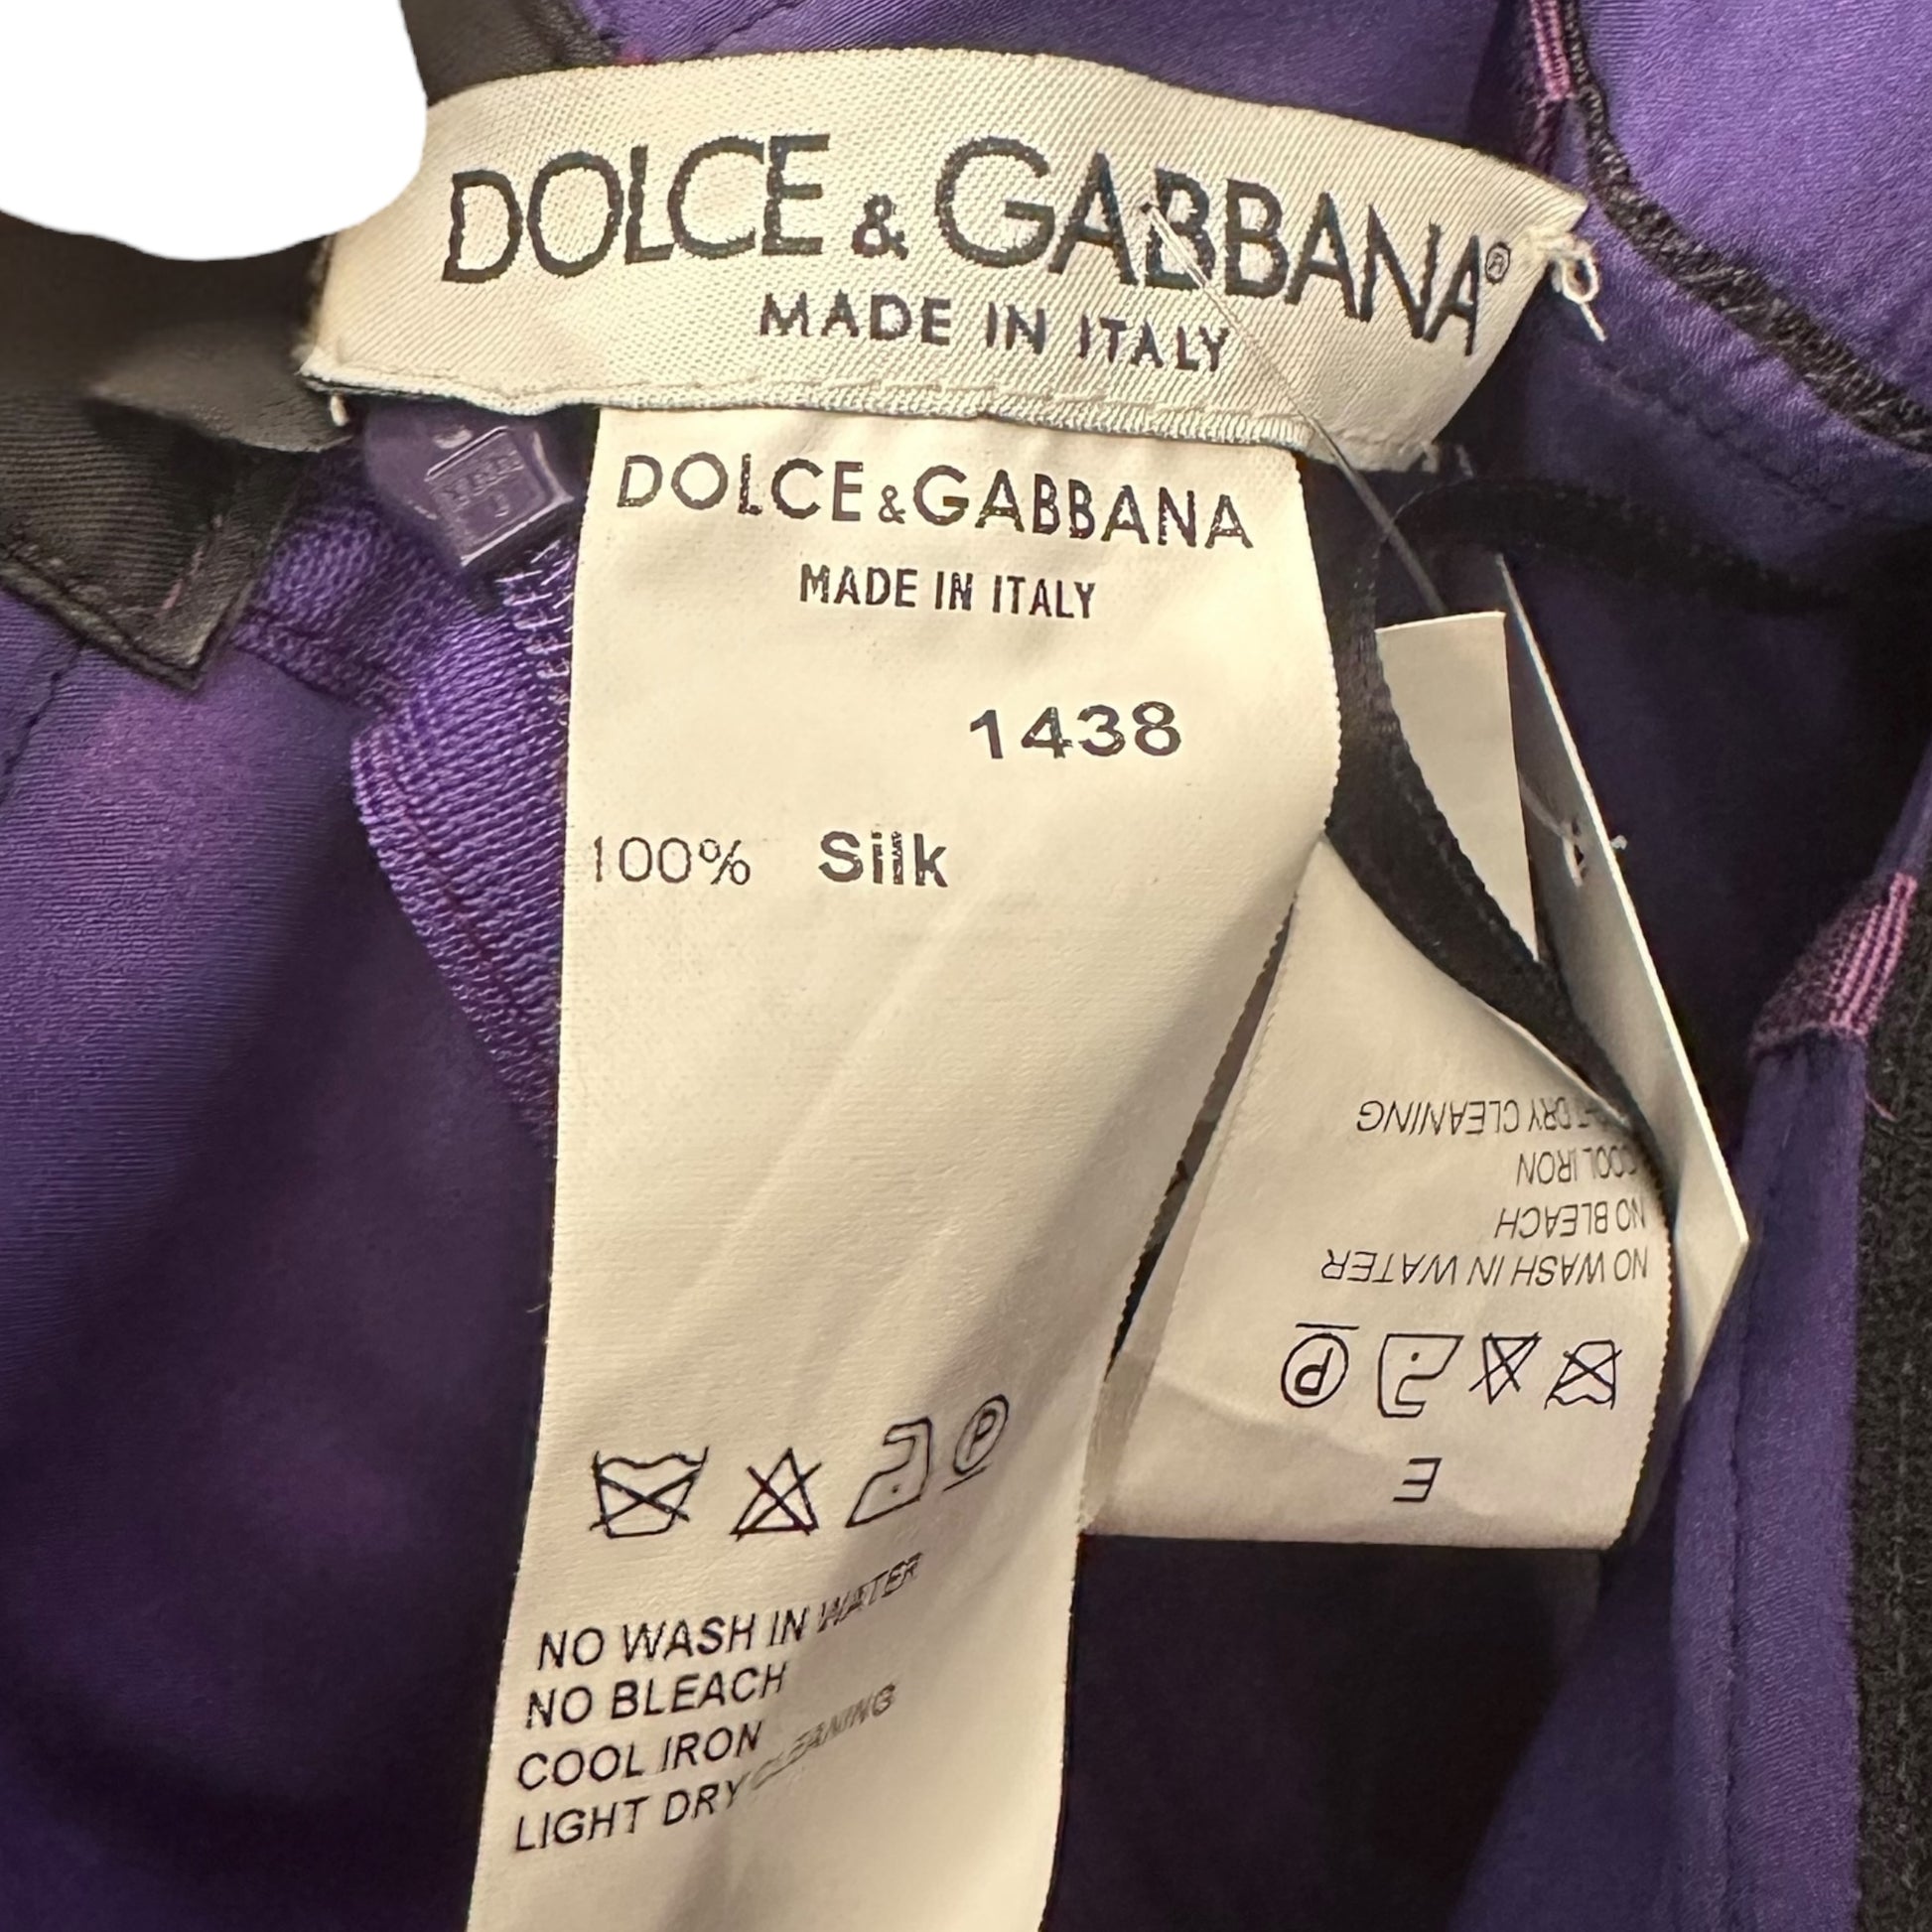 DOLCE & GABBANA®
MADE IN ITALY
DOLCE&GABBANA
MADE IN ITALY
1438
100% Silk
P
NO WASH IN WATER
NO BLEACH
COOL IRON
LIGHT DRY CLEANING
E
P
NO WASH IN WATER
NO BLEACH
COOL IRON
DRY CLEANING